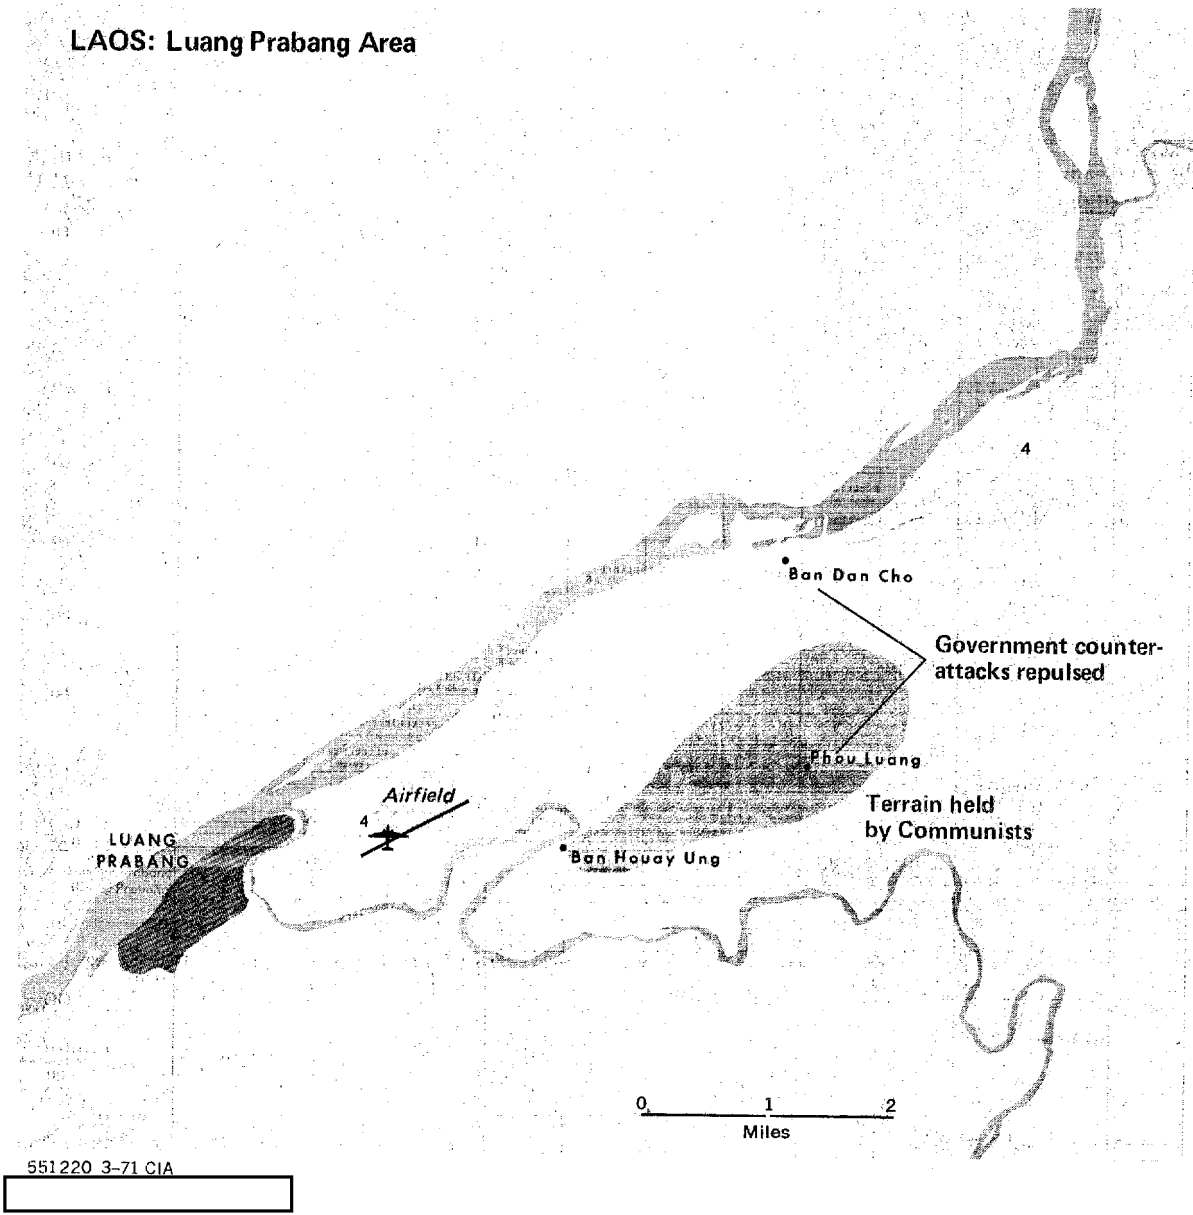 LAOS: Luang Prabang Area
4
Ban Dan Cho
Government counter-
attacks repulsed
Phou Luang
Airfield
4
Terrain held
by Communists
LUANG
PRABANG
Ban Houay Ung
0 1 2
Miles
551220 3-71 CIA